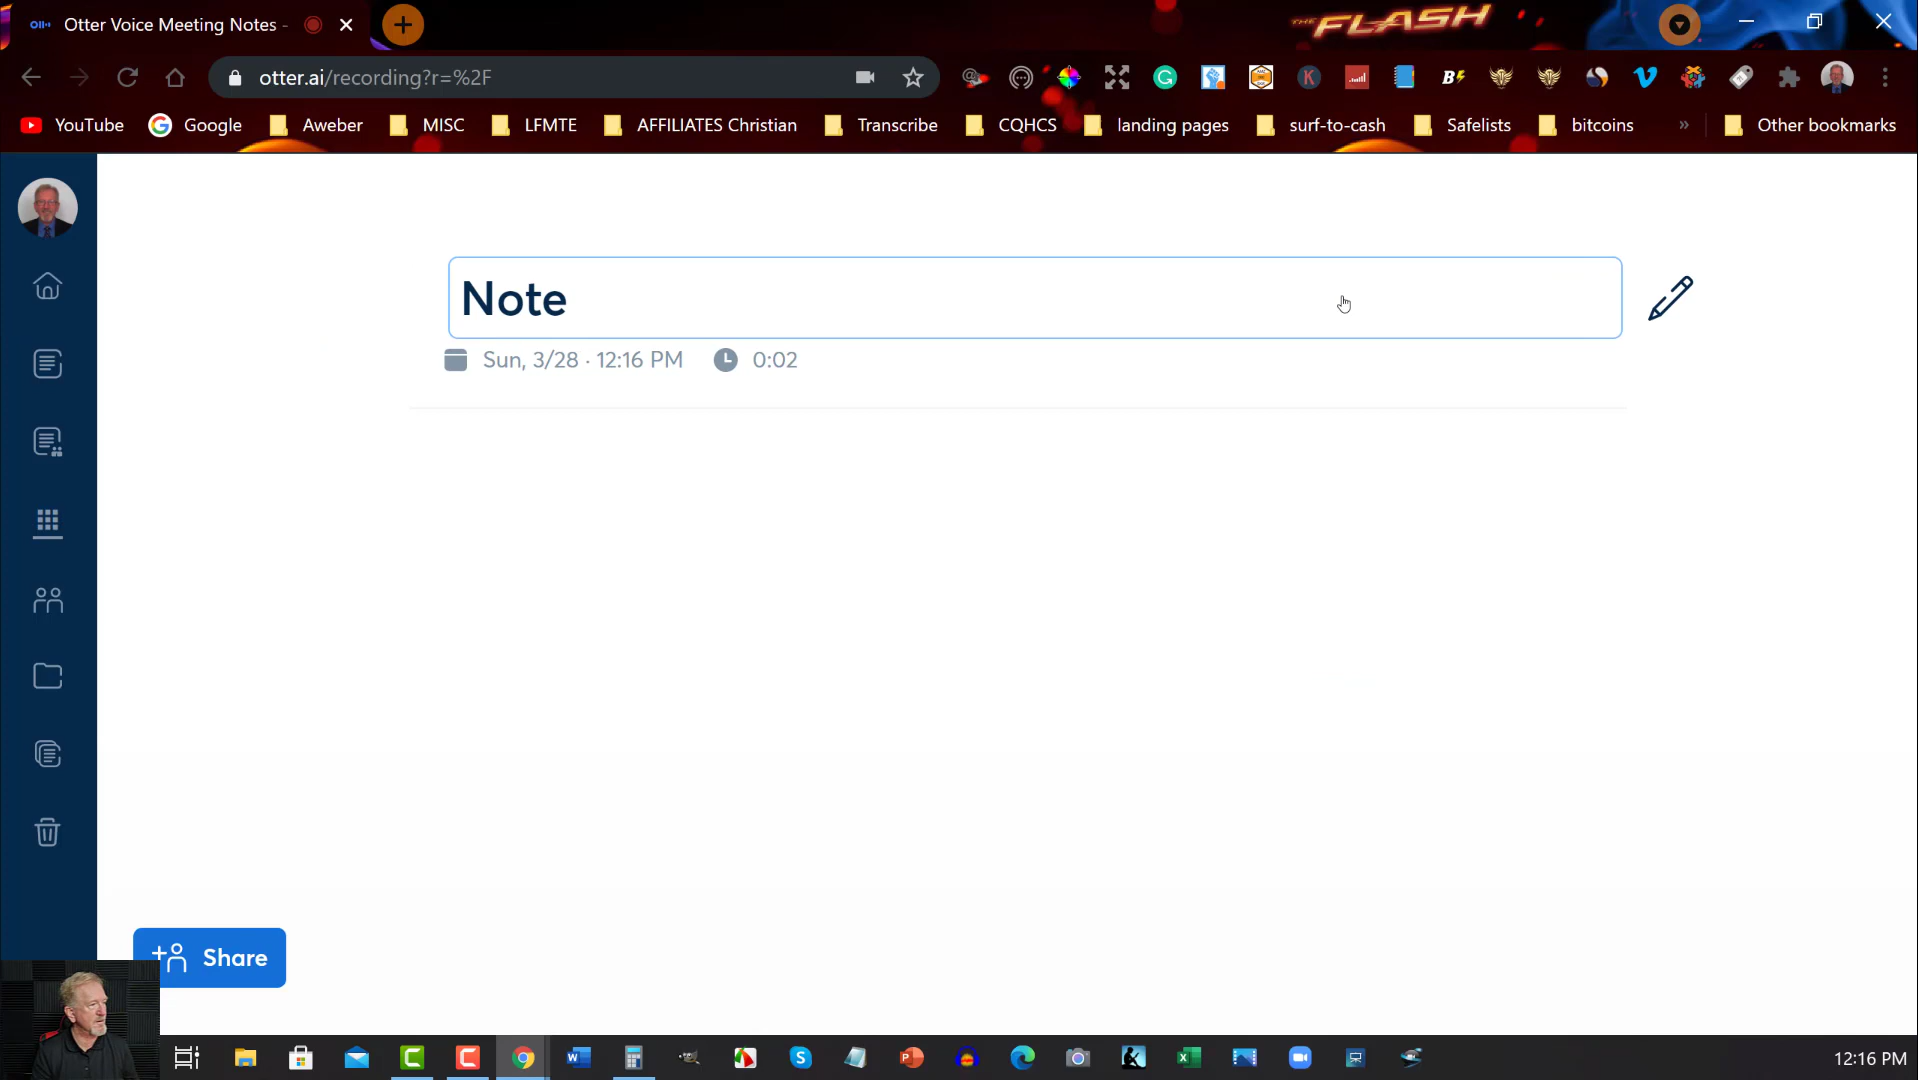 Otter Voice Meeting Notes -
THE FLASH
otter.ai/recording?r=%2F
YouTube Google Aweber MISC LFMTE AFFILIATES Christian Transcribe CQHCS landing pages surf-to-cash Safelists bitcoins » Other bookmarks
Note
Sun, 3/28 · 12:16 PM 0:02
Share
12:16 PM